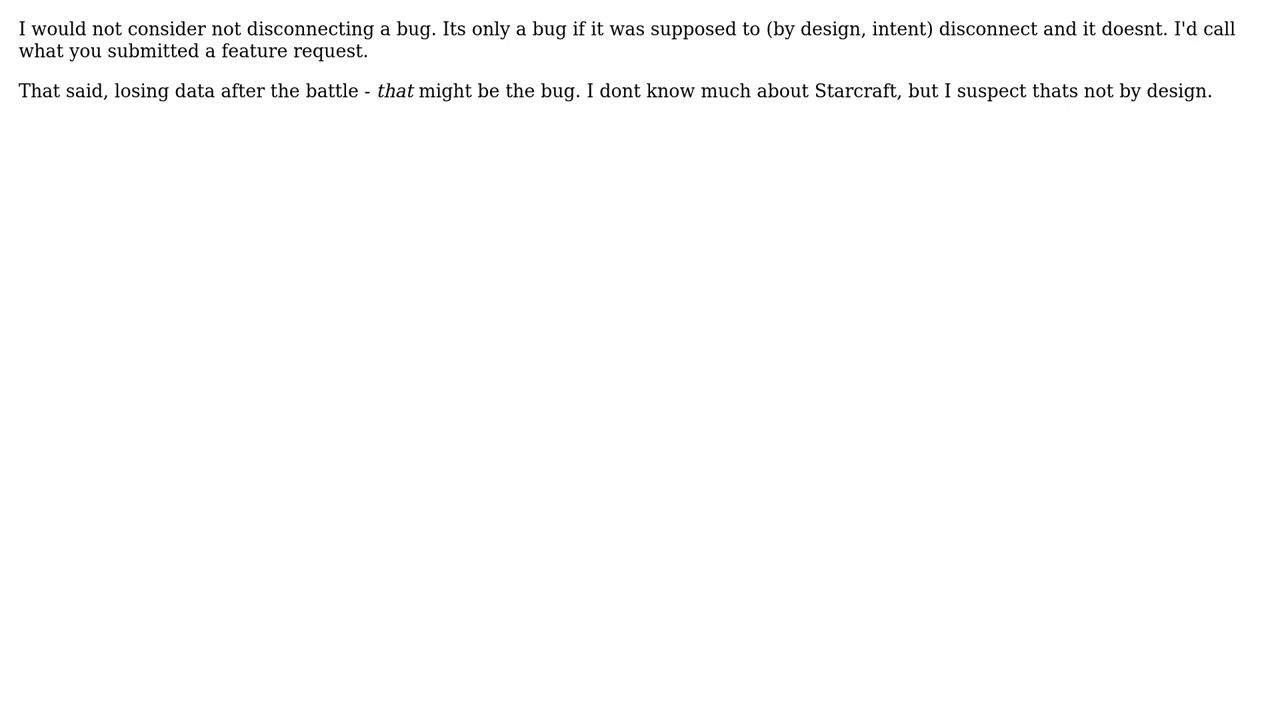 I would not consider not disconnecting a bug. Its only a bug if it was supposed to (by design, intent) disconnect and it doesnt. I'd call
what you submitted a feature request.
That said, losing data after the battle - that might be the bug. I dont know much about Starcraft, but I suspect thats not by design.